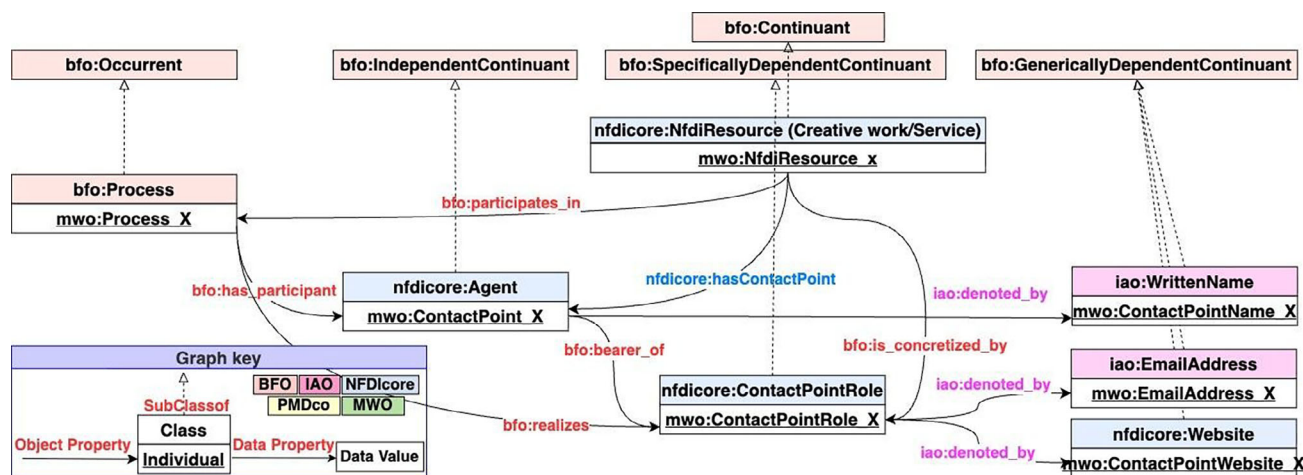 bfo:Continuant
bfo:Occurrent
bfo:IndependentContinuant
bfo:SpecificallyDependentContinuant
bfo:GenericallyDependentContinuant
nfdicore:NfdiResource (Creative work/Service)
mwo:NfdiResource_x
bfo:Process
mwo:Process_X
bfo:participates_in
bfo:has_participant
nfdicore:Agent
mwo:ContactPoint_X
nfdicore:hasContactPoint
iao:denoted_by
iao:WrittenName
mwo:ContactPointName_X
bfo:bearer_of
bfo:is_concretized_by
Graph key
BFO
IAO
NFDIcore
PMDco
MWO
SubClassof
Class
Individual
Object Property
Data Property
Data Value
bfo:realizes
nfdicore:ContactPointRole
mwo:ContactPointRole_X
iao:denoted_by
iao:EmailAddress
mwo:EmailAddress_X
iao:denoted_by
nfdicore:Website
mwo:ContactPointWebsite_X